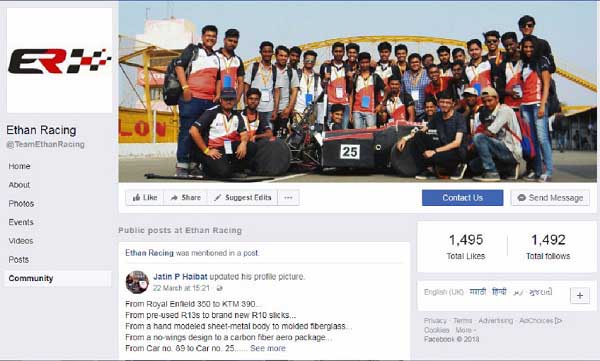 ER
Ethan Racing
@TeamEthanRacing
Home
About
Photos
Events
Videos
Posts
Community
LON
25
Like
Share
Suggest Edits
Contact Us
Send Message
Public posts at Ethan Racing
Ethan Racing was mentioned in a post.
Jatin P Haibat updated his profile picture.
22 March at 15:21
From Royal Enfield 350 to KTM 390...
From pre-used R13s to brand new R10 slicks...
From a hand modeled sheet-metal body to molded fiberglass...
From a no-wings design to a carbon fiber aero package...
From Car no. 89 to Car no. 25...... See more
1,495
Total Likes
1,492
Total follows
English (UK) · मराठी · हिन्दी · اردو · ગુજરાતી
+
Privacy · Terms · Advertising · AdChoices
Cookies · More
Facebook © 2018